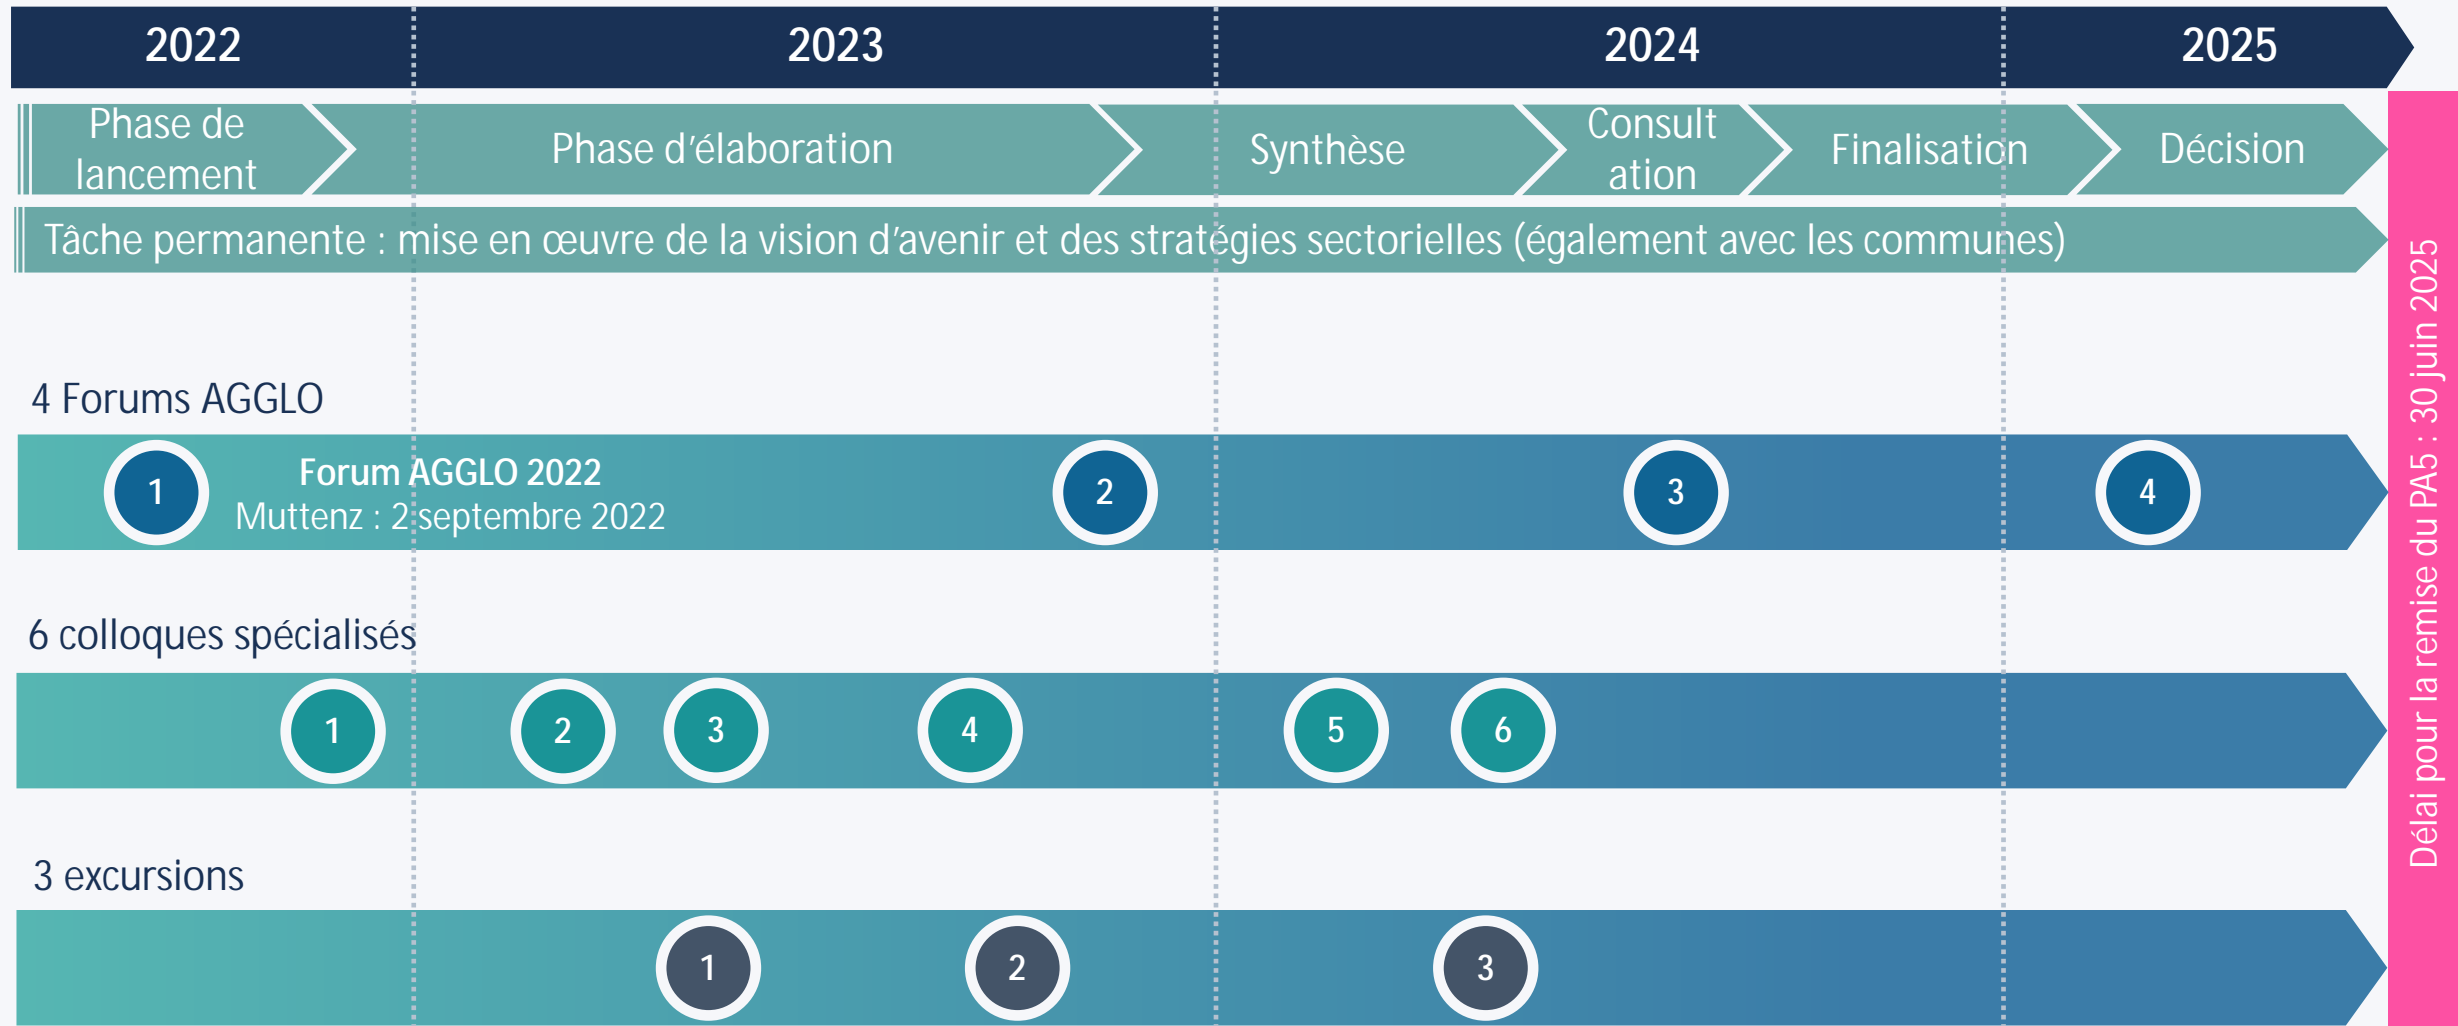 2022
2023
2024
2025
Phase de
lancement
Phase d'élaboration
Synthèse
Consult
ation
Finalisation
Décision
Tâche permanente : mise en œuvre de la vision d'avenir et des stratégies sectorielles (également avec les communes)
4 Forums AGGLO
1
Forum AGGLO 2022
Muttenz : 2 septembre 2022
2
3
4
6 colloques spécialisés
1
2
3
4
5
6
3 excursions
1
2
3
Délai pour la remise du PA5 : 30 juin 2025